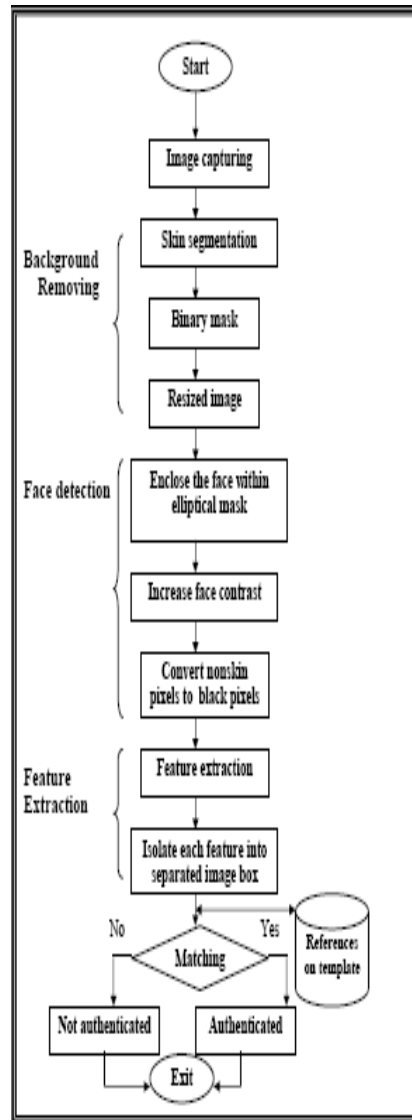 Start
Image capturing
Skin segmentation
Background
Removing
Binary mask
Resized image
Enclose the face within
elliptical mask
Face detection
Increase face contrast
Convert nonskin
pixels to black pixels
Feature extraction
Feature
Extraction
Isolate each feature into
separated image box
No
Yes
References
on template
Matching
Not authenticated
Authenticated
Exit